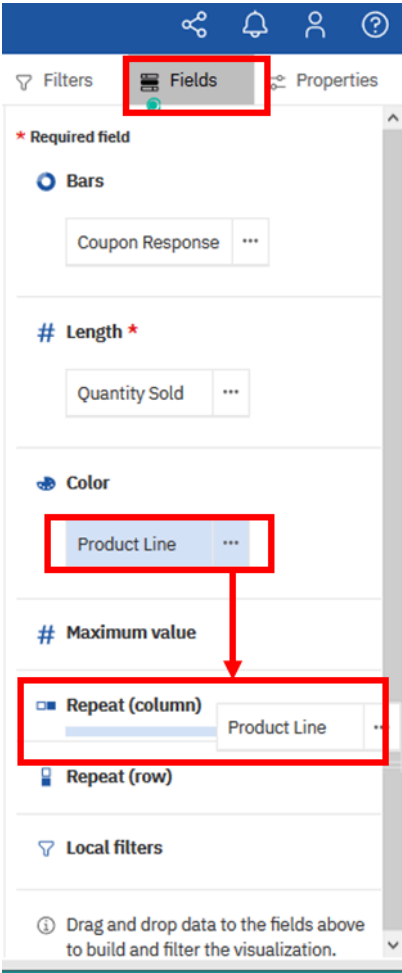 Filters Fields Properties
* Required field
Bars
Coupon Response ...
# Length *
Quantity Sold ...
Color
Product Line ...
# Maximum value
Repeat (column)
Product Line ...
Repeat (row)
Local filters
Drag and drop data to the fields above
to build and filter the visualization.